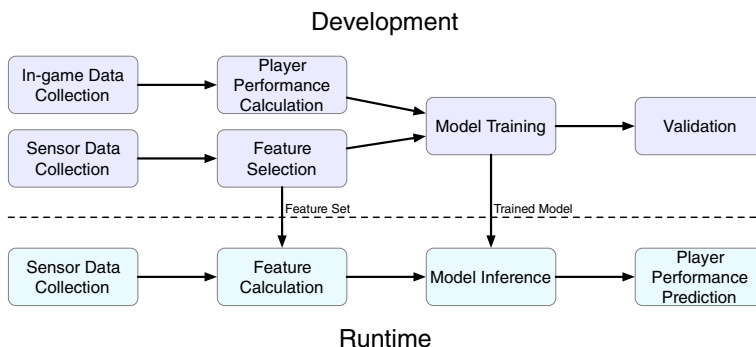 Development
In-game Data
Collection
Player
Performance
Calculation
Model Training
Validation
Sensor Data
Collection
Feature
Selection
Feature Set
Trained Model
Sensor Data
Collection
Feature
Calculation
Model Inference
Player
Performance
Prediction
Runtime